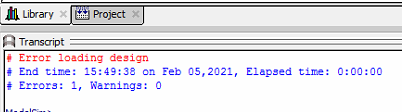 Library Project
Transcript
# Error loading design
# End time: 15:49:38 on Feb 05,2021, Elapsed time: 0:00:00
# Errors: 1, Warnings: 0